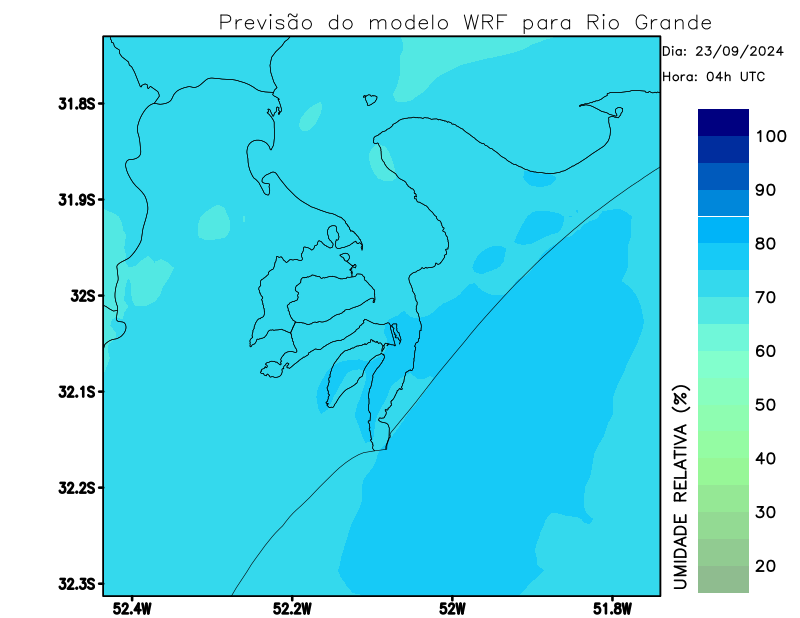 Previsão do modelo WRF para Rio Grande
Dia: 23/09/2024
Hora: 04h UTC
31.8S
31.9S
32S
32.1S
32.2S
32.3S
52.4W
52.2W
52W
51.8W
100
90
80
70
60
50
40
30
20
UMIDADE RELATIVA (%)